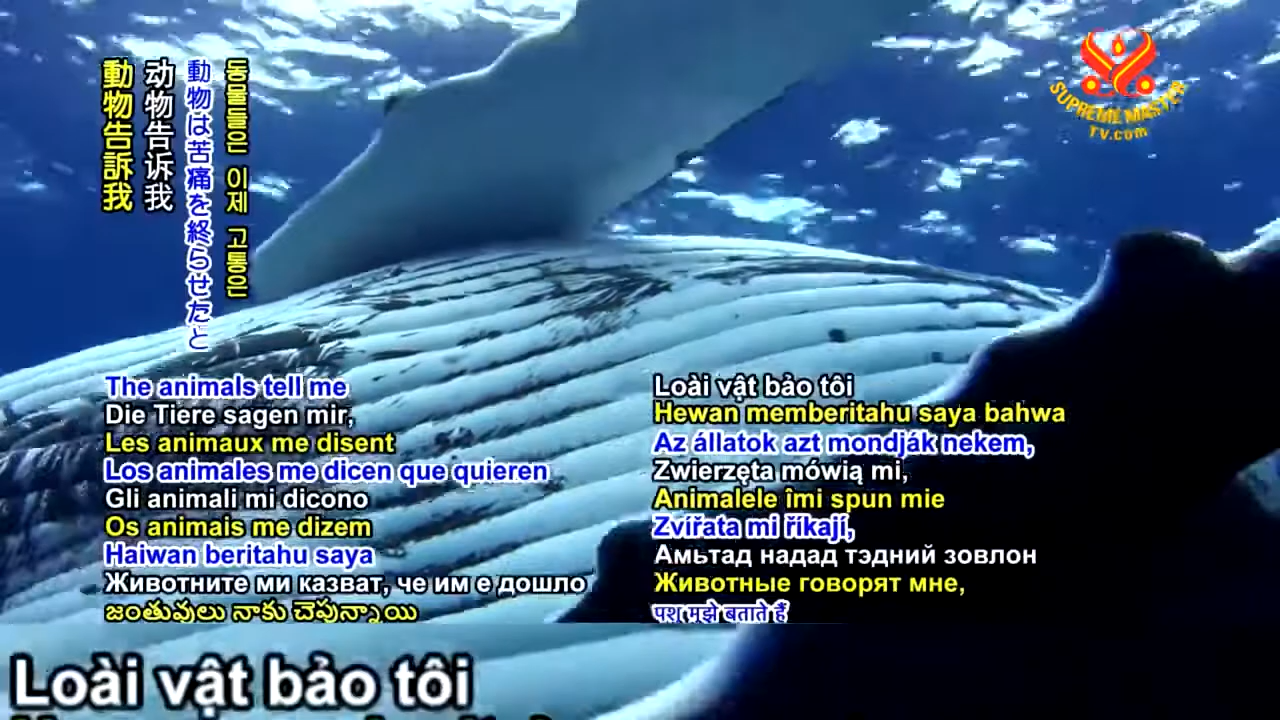 動物告訴我
动物告诉我
動物は苦痛を終らせたと
동물들은 이제 고통은
SUPREME MASTER
TV.COM
The animals tell me
Die Tiere sagen mir,
Les animaux me disent
Los animales me dicen que quieren
Gli animali mi dicono
Os animais me dizem
Haiwan beritahu saya
Животните ми казват, че им е дошло
జంతువులు నాకు చెపున్నాయి
Loài vật bảo tôi
Hewan memberitahu saya bahwa
Az állatok azt mondják nekem,
Zwierzęta mówią mi,
Animalele îmi spun mie
Zvířata mi říkají,
Амьтад надад тэдний зовлон
Животные говорят мне,
पशु मुझे बताते हैं
Loài vật bảo tôi